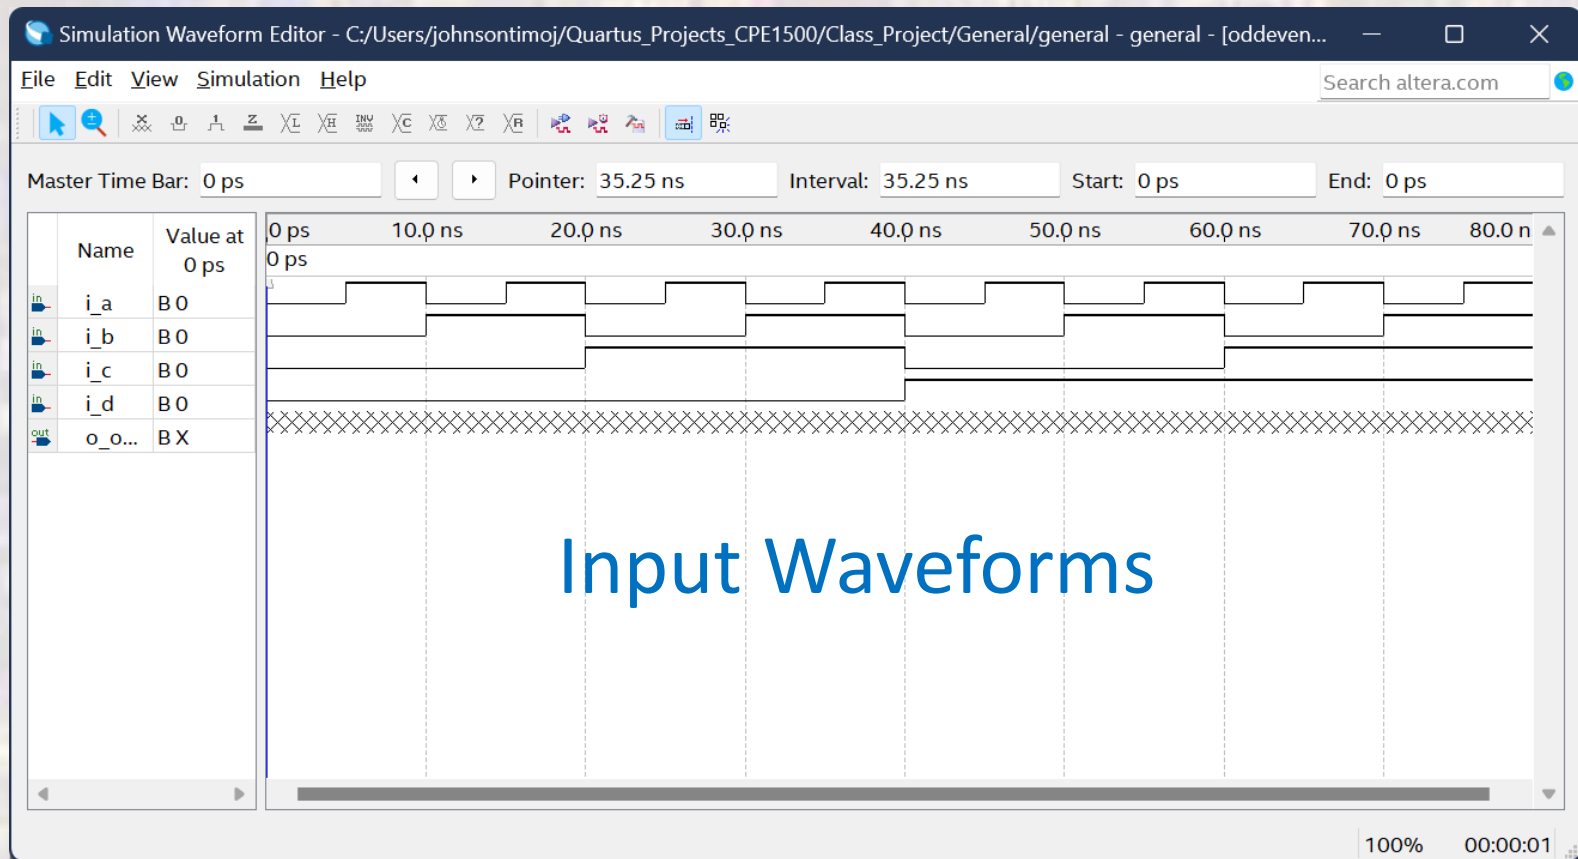 Simulation Waveform Editor - C:/Users/johnsontimoj/Quartus_Projects_CPE1500/Class_Project/General/general - general - [oddeven...
File Edit View Simulation Help
Search altera.com
Master Time Bar: 0 ps Pointer: 35.25 ns Interval: 35.25 ns Start: 0 ps End: 0 ps
Name Value at 0 ps
0 ps 10.0 ns 20.0 ns 30.0 ns 40.0 ns 50.0 ns 60.0 ns 70.0 ns 80.0 n
0 ps
in i_a B 0
in i_b B 0
in i_c B 0
in i_d B 0
out o_o... B X
Input Waveforms
100% 00:00:01